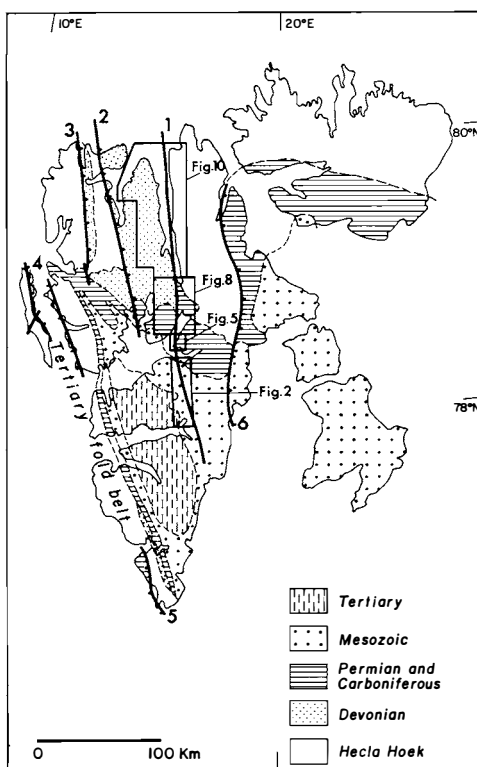 10°E
20°E
1
2
3
80°N
Fig.10
4
Fig.8
Fig.5
Fig.2
78°N
6
Tertiary fold belt
5
Tertiary
Mesozoic
Permian and
Carboniferous
Devonian
Hecla Hoek
0 100 Km